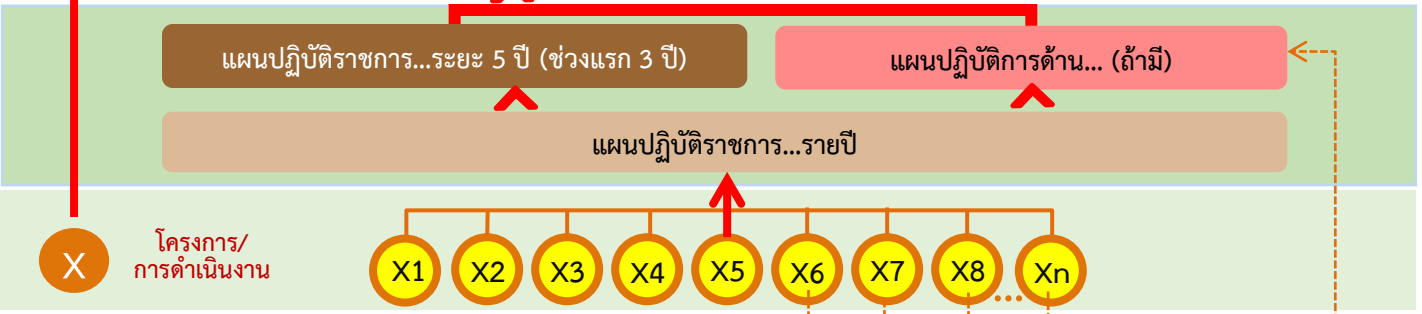 แผนปฏิบัติราชการ...ระยะ 5 ปี (ช่วงแรก 3 ปี)
แผนปฏิบัติการด้าน... (ถ้ามี)
แผนปฏิบัติราชการ...รายปี
X
โครงการ/
การดำเนินงาน
X1 X2 X3 X4 X5 X6 X7 X8 ... Xn